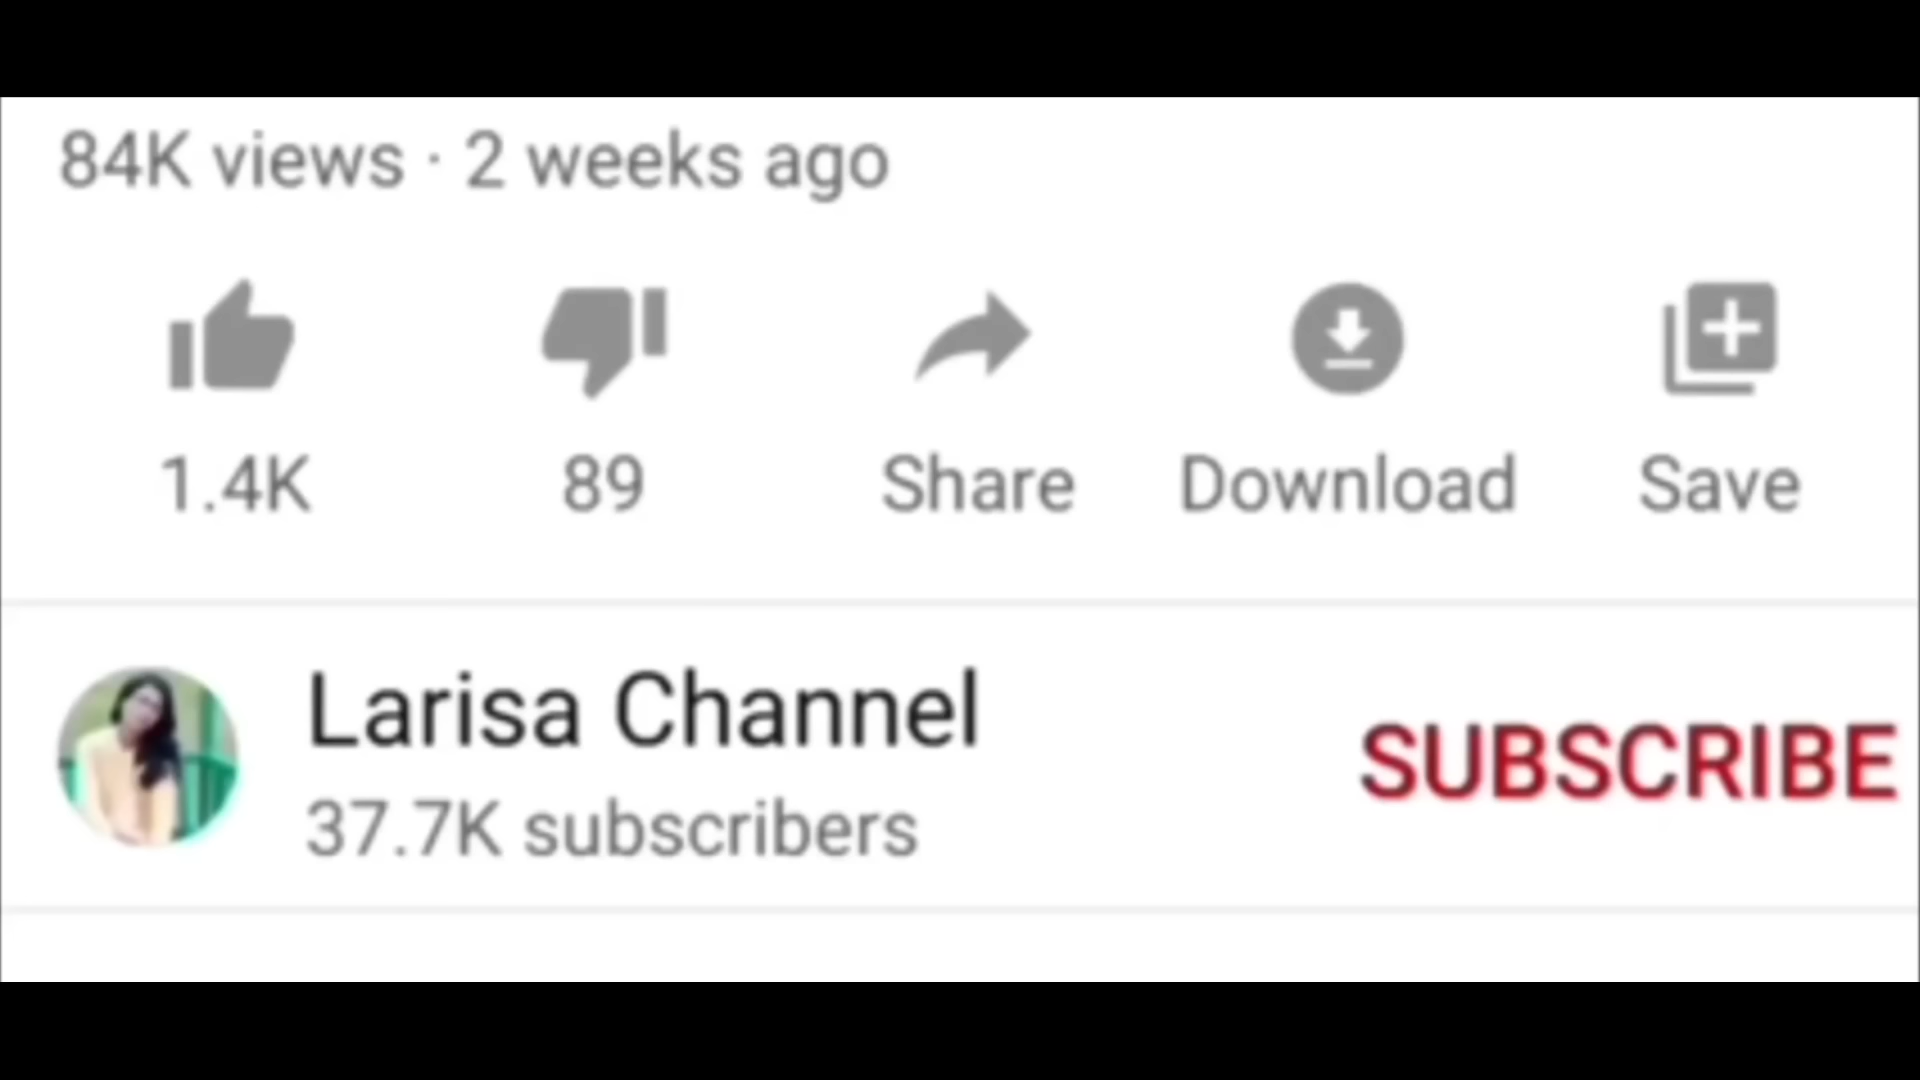 84K views · 2 weeks ago
1.4K 89 Share Download Save
Larisa Channel
SUBSCRIBE
37.7K subscribers